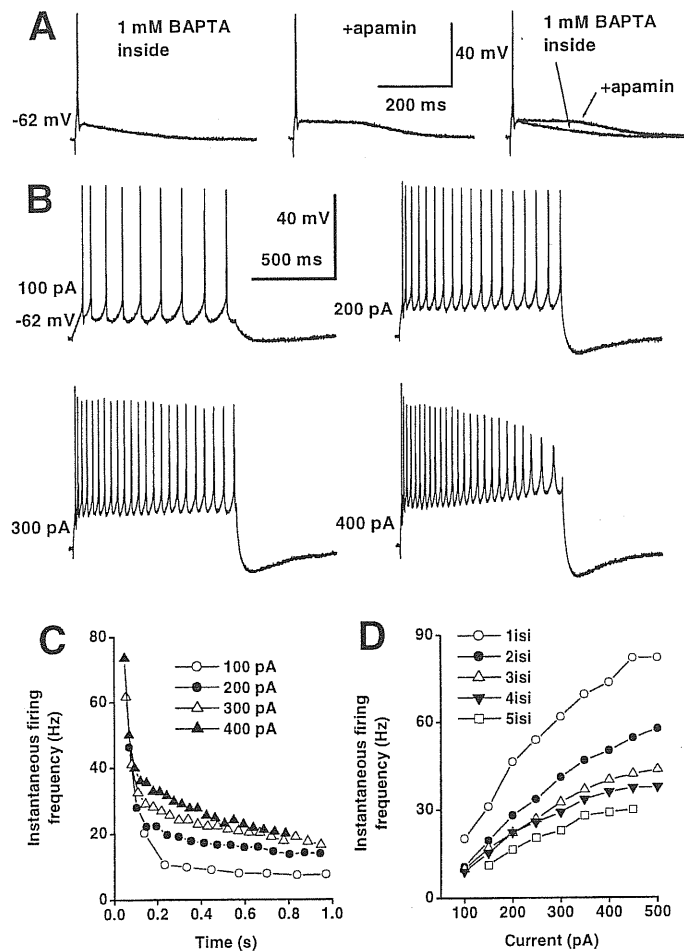 A
1 mM BAPTA
inside
-62 mV
+apamin
40 mV
200 ms
1 mM BAPTA
inside
+apamin
B
100 pA
-62 mV
40 mV
500 ms
200 pA
300 pA
400 pA
C
Instantaneous firing
frequency (Hz)
80
60
40
20
0
0.0 0.2 0.4 0.6 0.8 1.0
Time (s)
100 pA
200 pA
300 pA
400 pA
D
Instantaneous firing
frequency (Hz)
90
60
30
0
100 200 300 400 500
Current (pA)
1isi
2isi
3isi
4isi
5isi